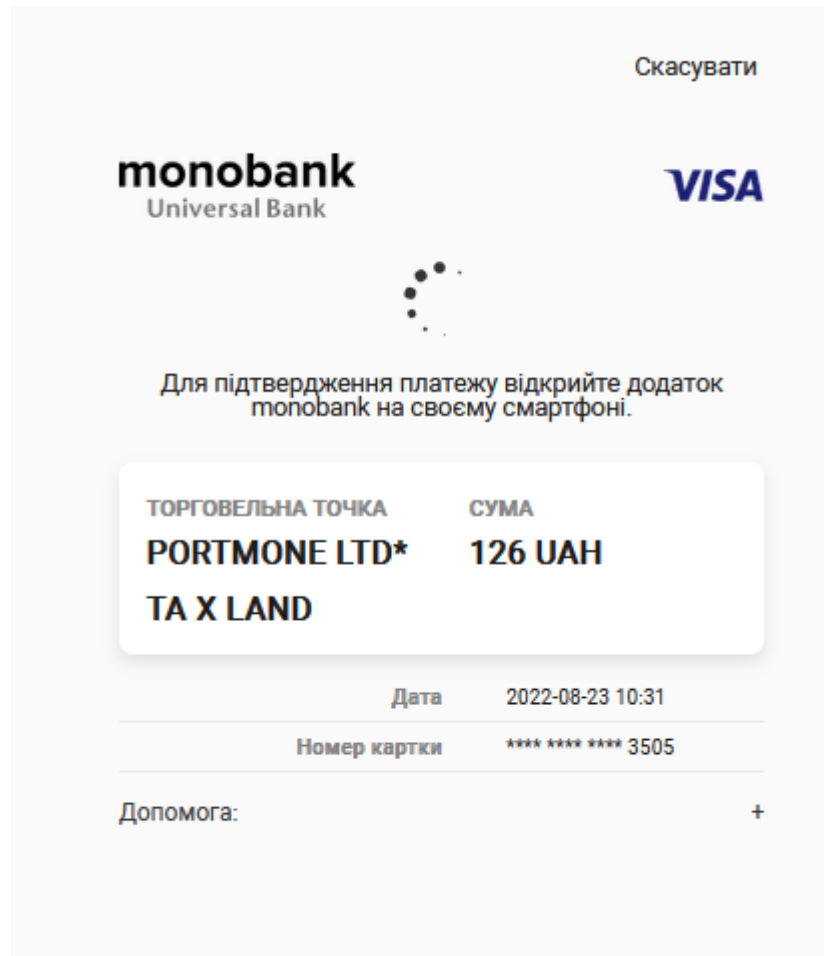 Скасувати
monobank
Universal Bank
VISA
Для підтвердження платежу відкрийте додаток
monobank на своєму смартфоні.
ТОРГОВЕЛЬНА ТОЧКА СУМА
PORTMONE LTD* 126 UAH
TA X LAND
Дата 2022-08-23 10:31
Номер картки **** **** **** 3505
Допомога: +